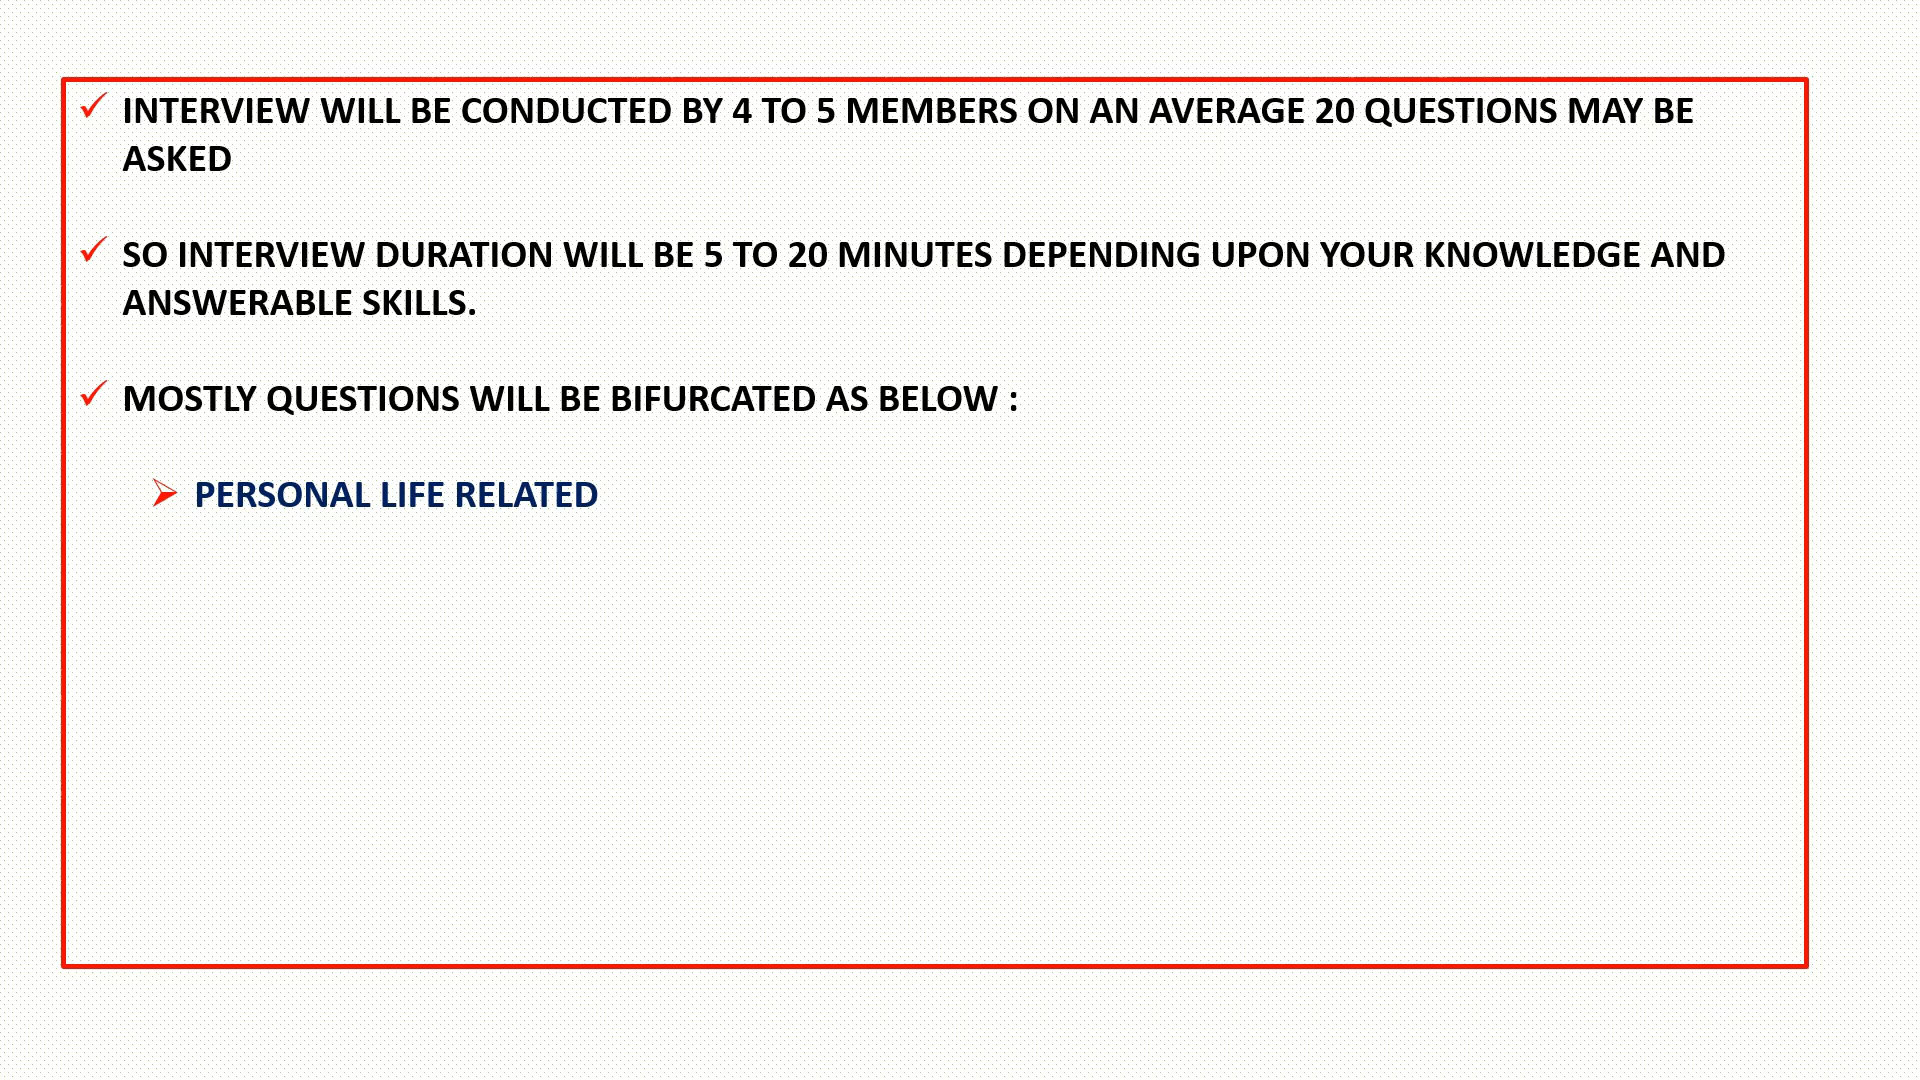 INTERVIEW WILL BE CONDUCTED BY 4 TO 5 MEMBERS ON AN AVERAGE 20 QUESTIONS MAY BE
ASKED
SO INTERVIEW DURATION WILL BE 5 TO 20 MINUTES DEPENDING UPON YOUR KNOWLEDGE AND
ANSWERABLE SKILLS.
MOSTLY QUESTIONS WILL BE BIFURCATED AS BELOW :
PERSONAL LIFE RELATED